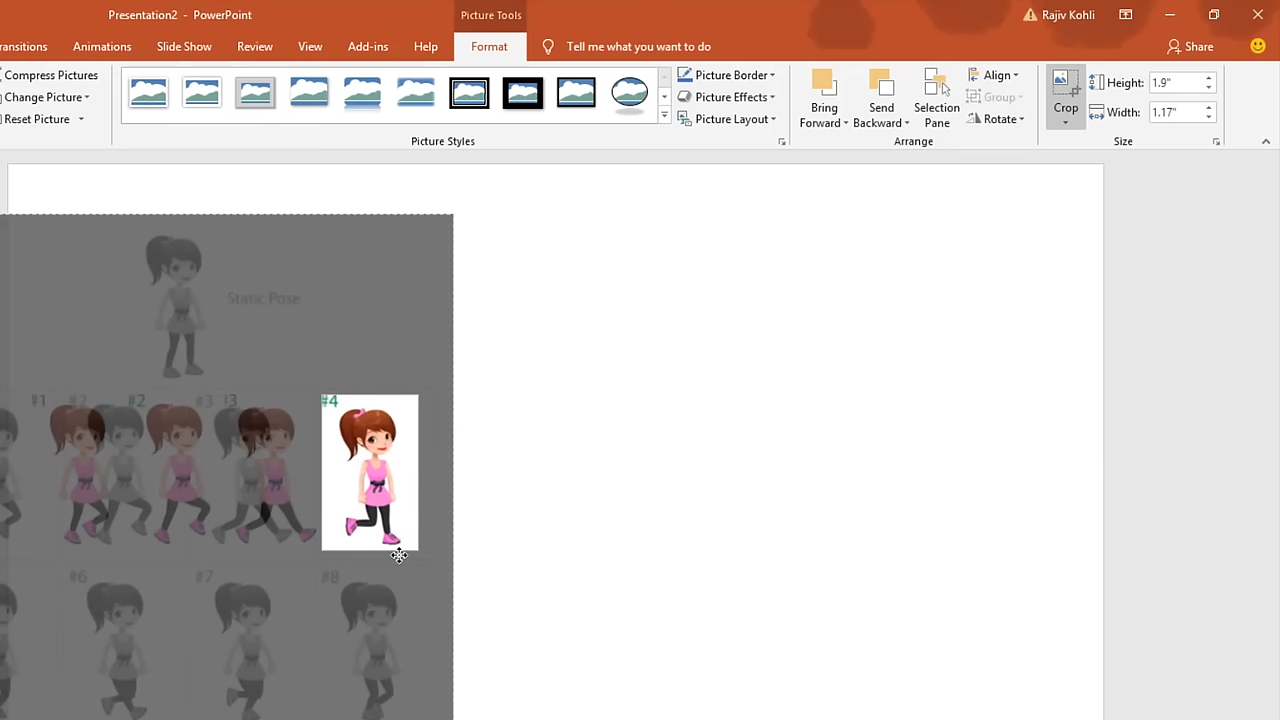 Presentation2 - PowerPoint
Picture Tools
Rajiv Kohli
ransitions
Animations
Slide Show
Review
View
Add-ins
Help
Format
Tell me what you want to do
Share
Compress Pictures
Change Picture
Reset Picture
Picture Border
Picture Effects
Picture Layout
Bring
Forward
Send
Backward
Selection
Pane
Align
Group
Rotate
Crop
Height: 1.9"
Width: 1.17"
Picture Styles
Arrange
Size
Static Pose
#1
#2
#2
#3
#3
#4
#6
#7
#8